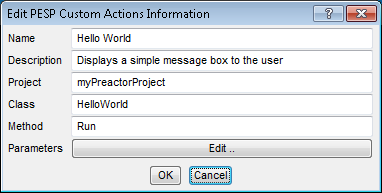 Edit PESP Custom Actions Information
Name Hello World
Description Displays a simple message box to the user
Project myPreactorProject
Class HelloWorld
Method Run
Parameters Edit ..
OK Cancel